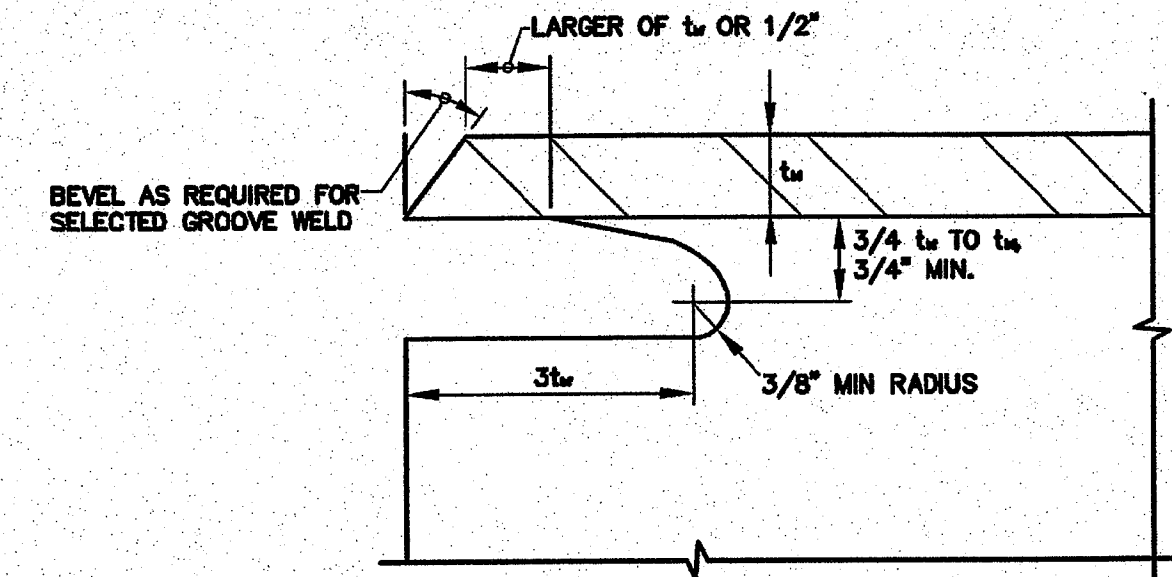 LARGER OF tw OR 1/2"
BEVEL AS REQUIRED FOR
SELECTED GROOVE WELD
tw
3/4 tw TO tw,
3/4" MIN.
3tw
3/8" MIN RADIUS